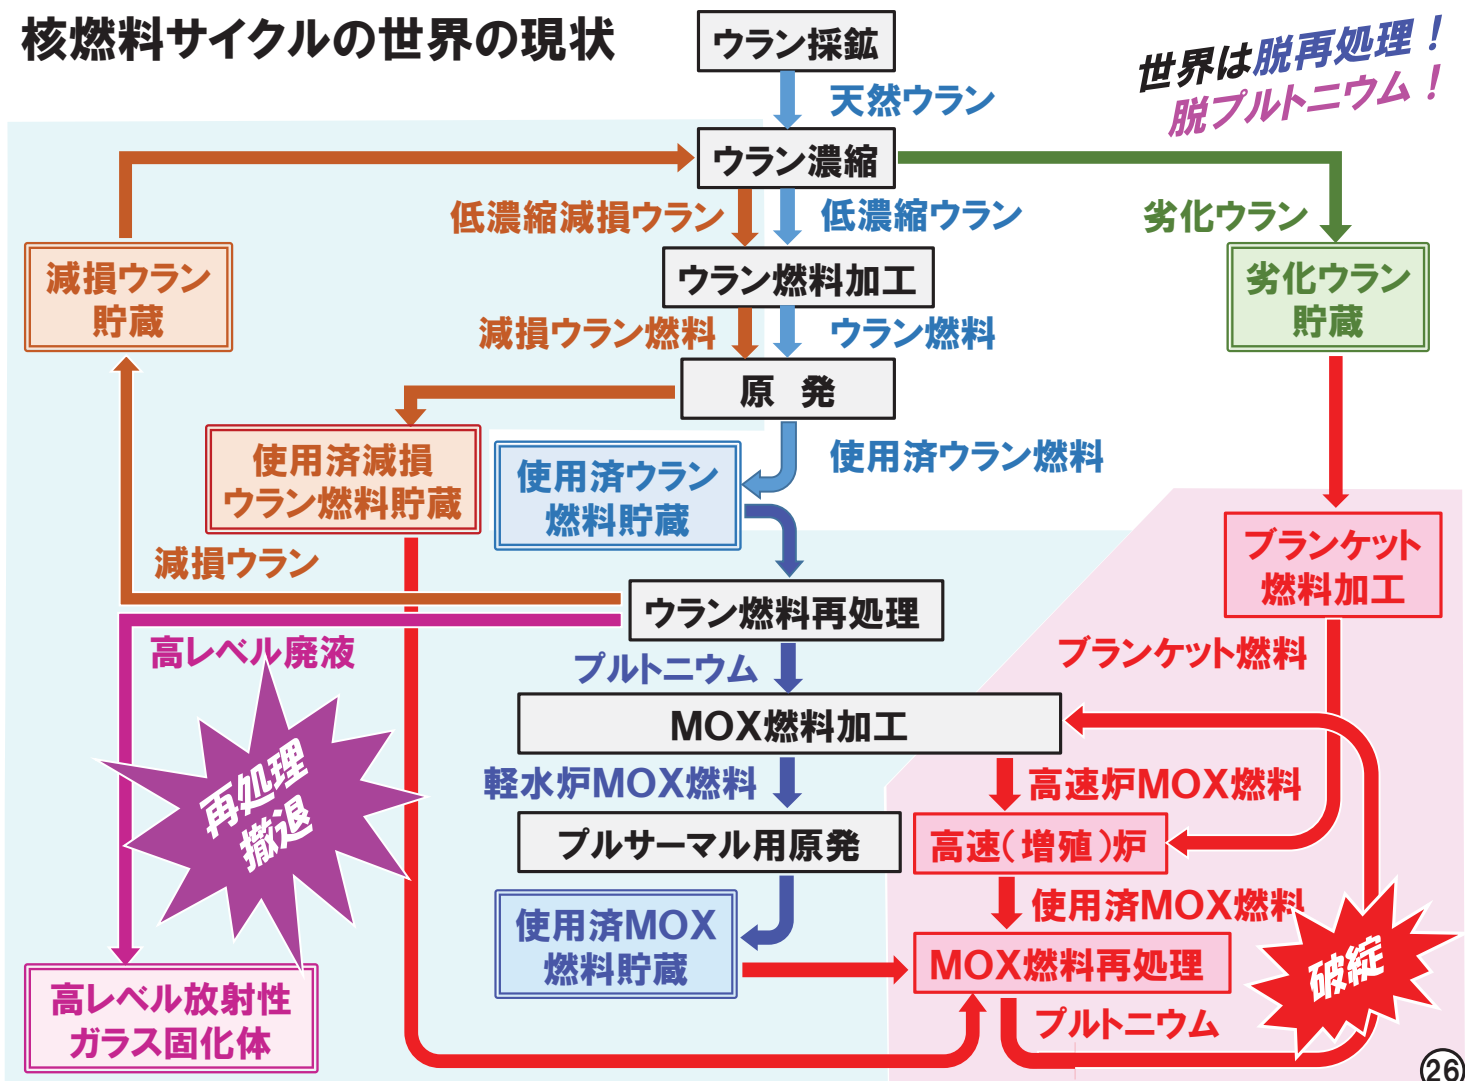 核燃料サイクルの世界の現状
世界は脱再処理！
脱プルトニウム！
ウラン採鉱
天然ウラン
ウラン濃縮
低濃縮減損ウラン
低濃縮ウラン
劣化ウラン
減損ウラン
貯蔵
ウラン燃料加工
劣化ウラン
貯蔵
減損ウラン燃料
ウラン燃料
原　発
使用済減損
ウラン燃料貯蔵
使用済ウラン
燃料貯蔵
使用済ウラン燃料
ブランケット
燃料加工
減損ウラン
ウラン燃料再処理
高レベル廃液
プルトニウム
ブランケット燃料
MOX燃料加工
再処理
撤退
軽水炉MOX燃料
高速炉MOX燃料
プルサーマル用原発
高速（増殖）炉
使用済MOX
燃料貯蔵
使用済MOX燃料
MOX燃料再処理
破綻
高レベル放射性
ガラス固化体
プルトニウム
26